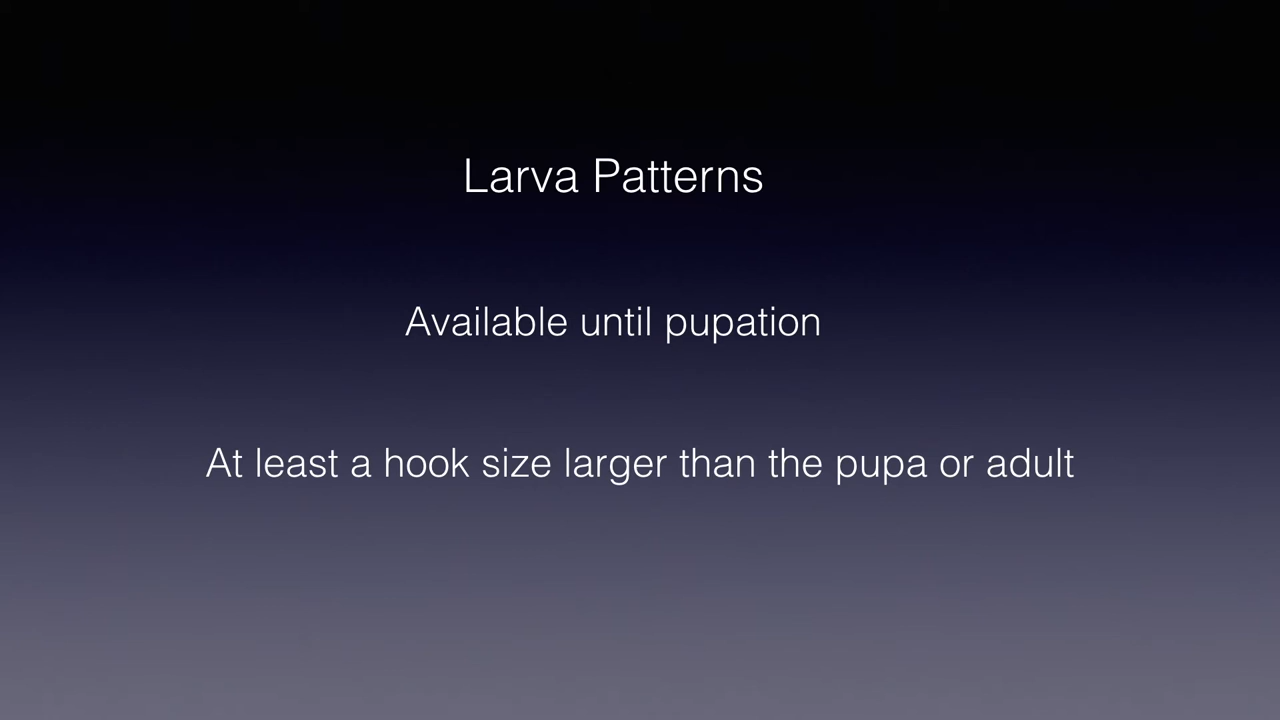 Larva Patterns
Available until pupation
At least a hook size larger than the pupa or adult